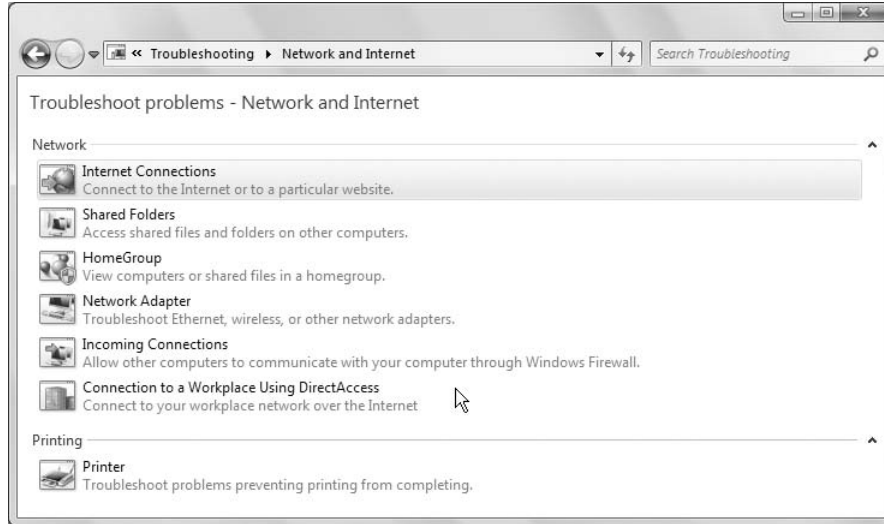 « Troubleshooting ▸ Network and Internet
Search Troubleshooting
Troubleshoot problems - Network and Internet
Network
Internet Connections
Connect to the Internet or to a particular website.
Shared Folders
Access shared files and folders on other computers.
HomeGroup
View computers or shared files in a homegroup.
Network Adapter
Troubleshoot Ethernet, wireless, or other network adapters.
Incoming Connections
Allow other computers to communicate with your computer through Windows Firewall.
Connection to a Workplace Using DirectAccess
Connect to your workplace network over the Internet
Printing
Printer
Troubleshoot problems preventing printing from completing.